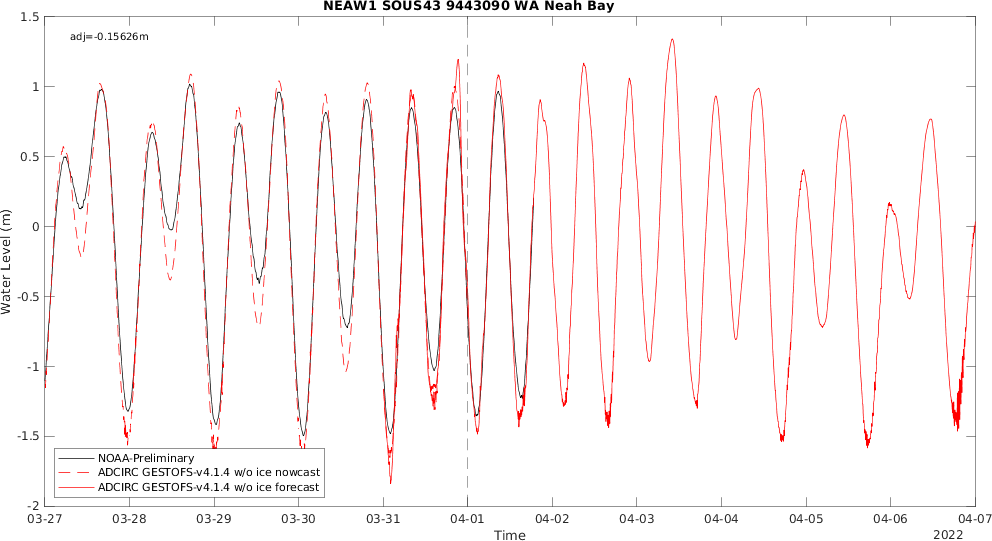 NEAW1 SOUS43 9443090 WA Neah Bay
adj=-0.15626m
1.5
1
0.5
0
-0.5
-1
-1.5
-2
Water Level (m)
NOAA-Preliminary
ADCIRC GESTOFS-v4.1.4 w/o ice nowcast
ADCIRC GESTOFS-v4.1.4 w/o ice forecast
03-27 03-28 03-29 03-30 03-31 04-01 04-02 04-03 04-04 04-05 04-06 04-07
Time
2022